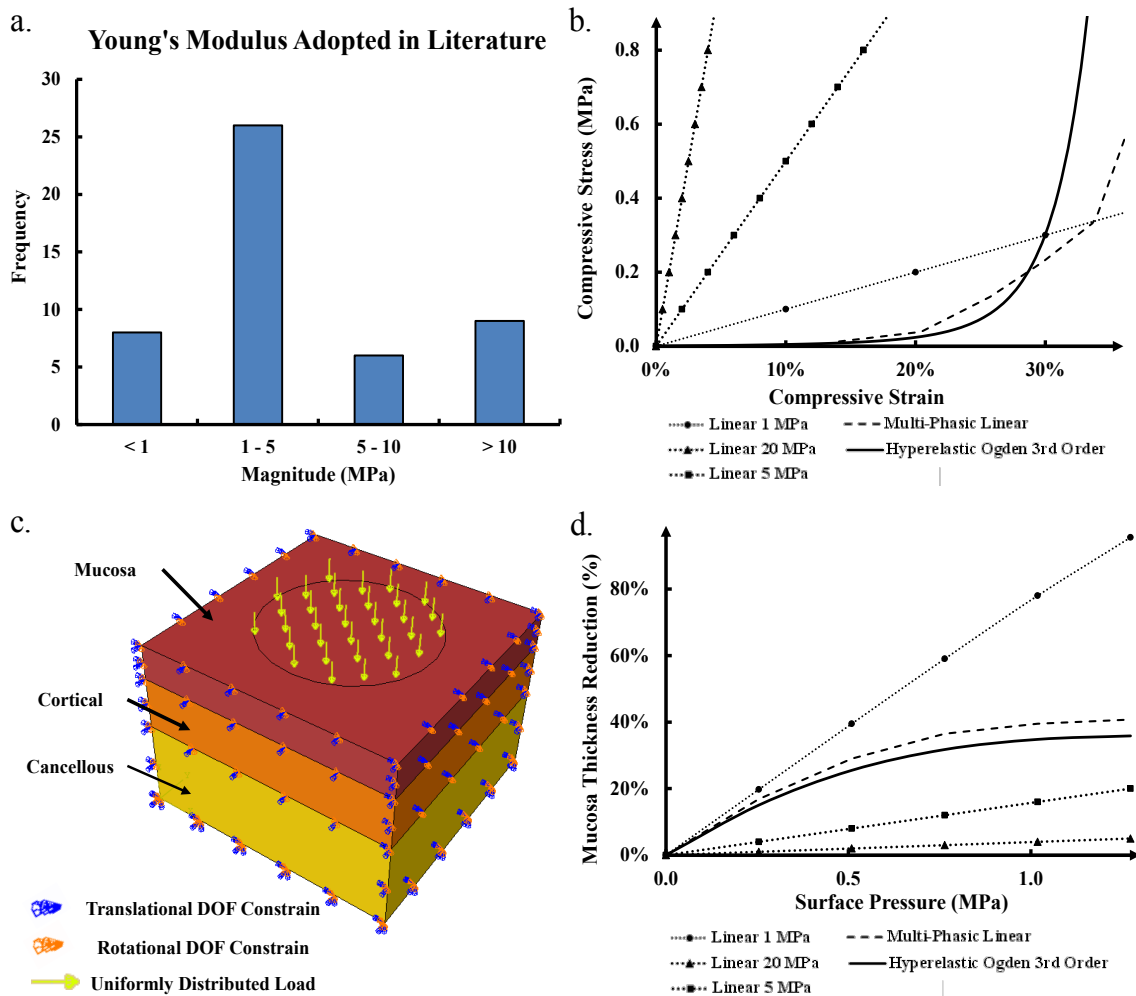 a.
Young's Modulus Adopted in Literature
30
25
20
15
10
5
0
Frequency
< 1
1 - 5
5 - 10
> 10
Magnitude (MPa)
b.
0.8
0.6
0.4
0.2
0.0
Compressive Stress (MPa)
0%
10%
20%
30%
Compressive Strain
Linear 1 MPa
Multi-Phasic Linear
Linear 20 MPa
Hyperelastic Ogden 3rd Order
Linear 5 MPa
c.
Mucosa
Cortical
Cancellous
Translational DOF Constrain
Rotational DOF Constrain
Uniformly Distributed Load
d.
80%
60%
40%
20%
0%
Mucosa Thickness Reduction (%)
0.0
0.5
1.0
Surface Pressure (MPa)
Linear 1 MPa
Multi-Phasic Linear
Linear 20 MPa
Hyperelastic Ogden 3rd Order
Linear 5 MPa